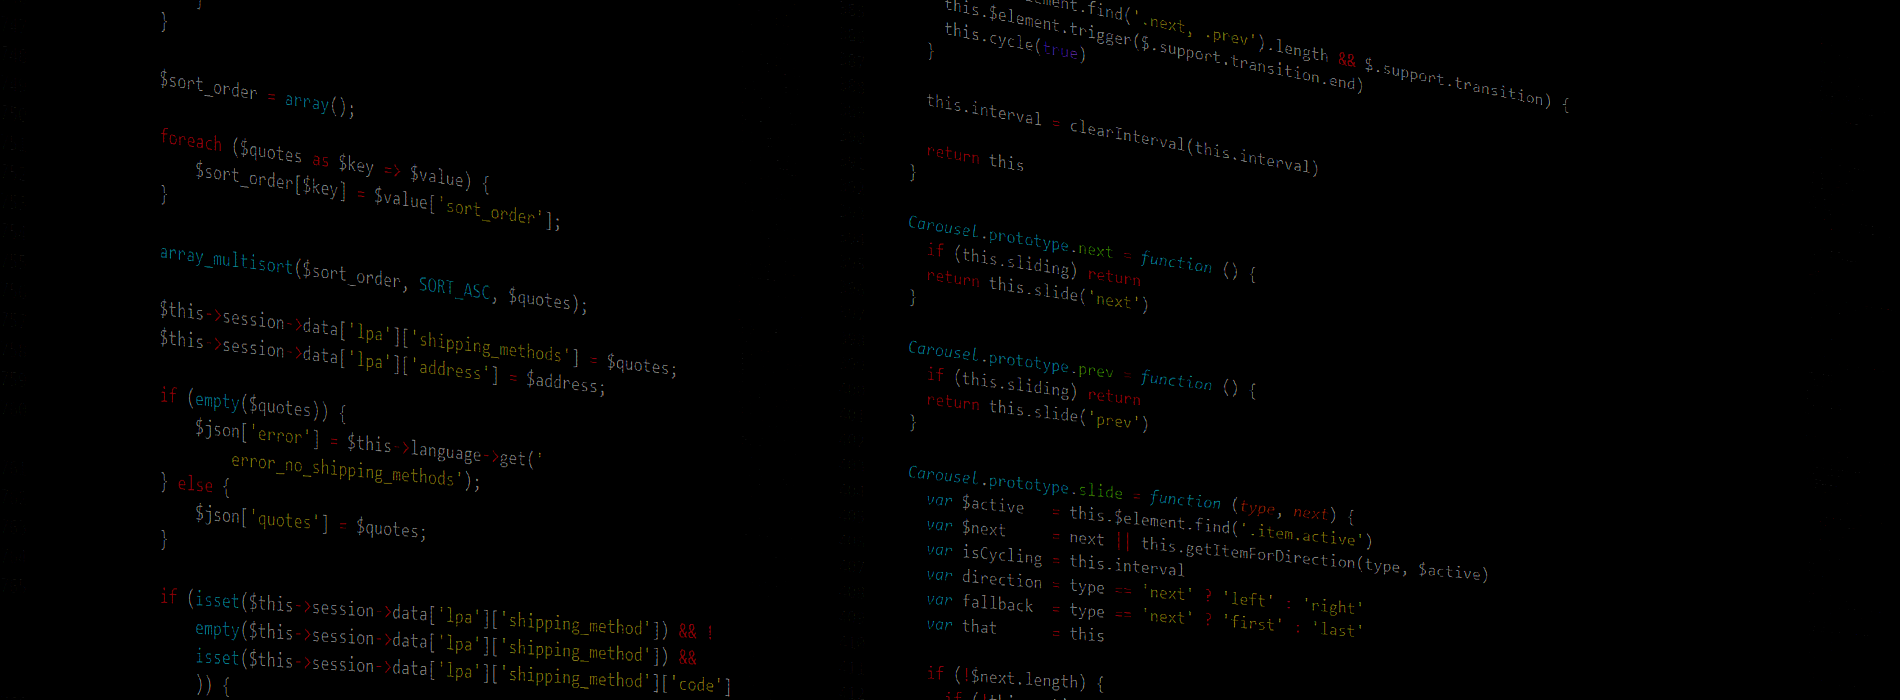 }
}
$sort_order = array();
foreach ($quotes as $key => $value) {
$sort_order[$key] = $value['sort_order'];
}
array_multisort($sort_order, SORT_ASC, $quotes);
$this->session->data['lpa']['shipping_methods'] = $quotes;
$this->session->data['lpa']['address'] = $address;
if (empty($quotes)) {
$json['error'] = $this->language->get('
error_no_shipping_methods');
} else {
$json['quotes'] = $quotes;
}
if (isset($this->session->data['lpa']['shipping_method']) && !
empty($this->session->data['lpa']['shipping_method']) &&
isset($this->session->data['lpa']['shipping_method']['code']
)) {
.find('.next, .prev').length && $.support.transition) {
this.$element.trigger($.support.transition.end)
this.cycle(true)
}
this.interval = clearInterval(this.interval)
return this
}
Carousel.prototype.next = function () {
if (this.sliding) return
return this.slide('next')
}
Carousel.prototype.prev = function () {
if (this.sliding) return
return this.slide('prev')
}
Carousel.prototype.slide = function (type, next) {
var $active = this.$element.find('.item.active')
var $next = next || this.getItemForDirection(type, $active)
var isCycling = this.interval
var direction = type == 'next' ? 'left' : 'right'
var fallback = type == 'next' ? 'first' : 'last'
var that = this
if (!$next.length) {